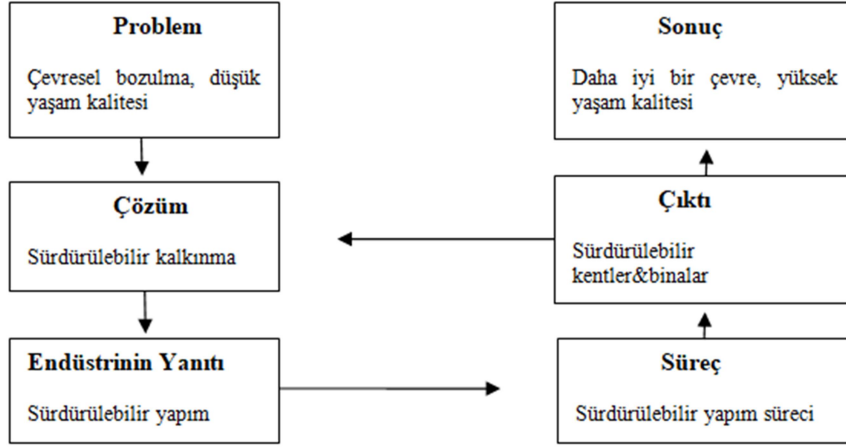 Problem
Çevresel bozulma, düşük
yaşam kalitesi
Çözüm
Sürdürülebilir kalkınma
Endüstrinin Yanıtı
Sürdürülebilir yapım
Sonuç
Daha iyi bir çevre, yüksek
yaşam kalitesi
Çıktı
Sürdürülebilir
kentler&binalar
Süreç
Sürdürülebilir yapım süreci